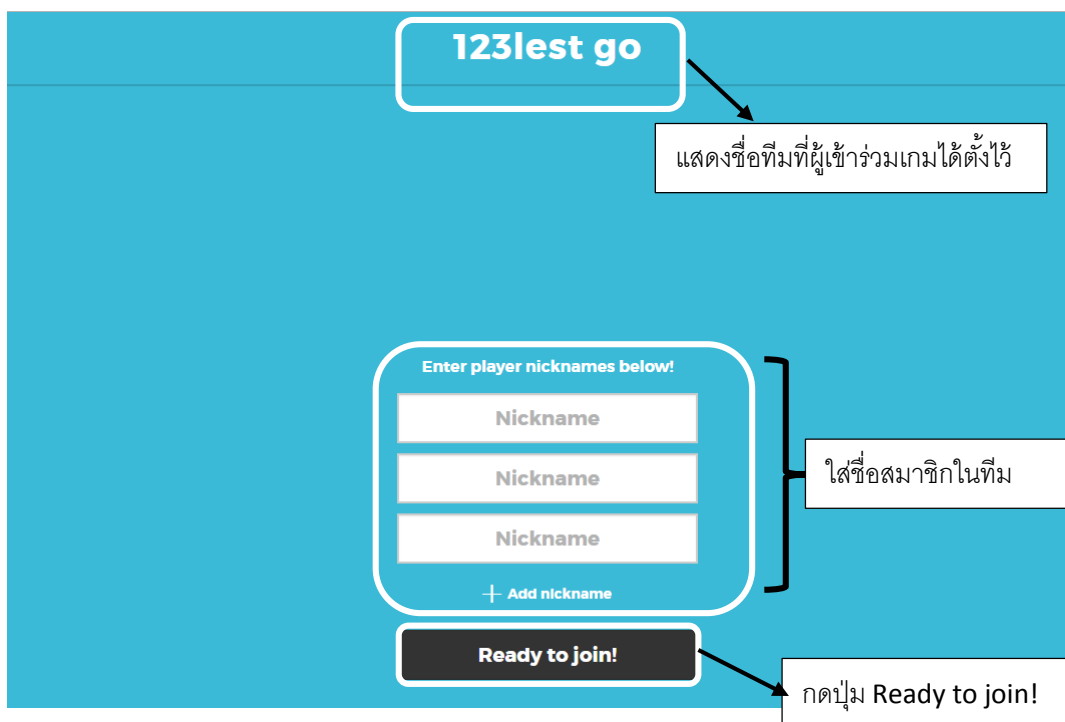 123lest go
แสดงชื่อทีมที่ผู้เข้าร่วมเกมได้ตั้งไว้
Enter player nicknames below!
Nickname
Nickname
ใส่ชื่อสมาชิกในทีม
Nickname
Add nickname
Ready to join!
กดปุ่ม Ready to join!